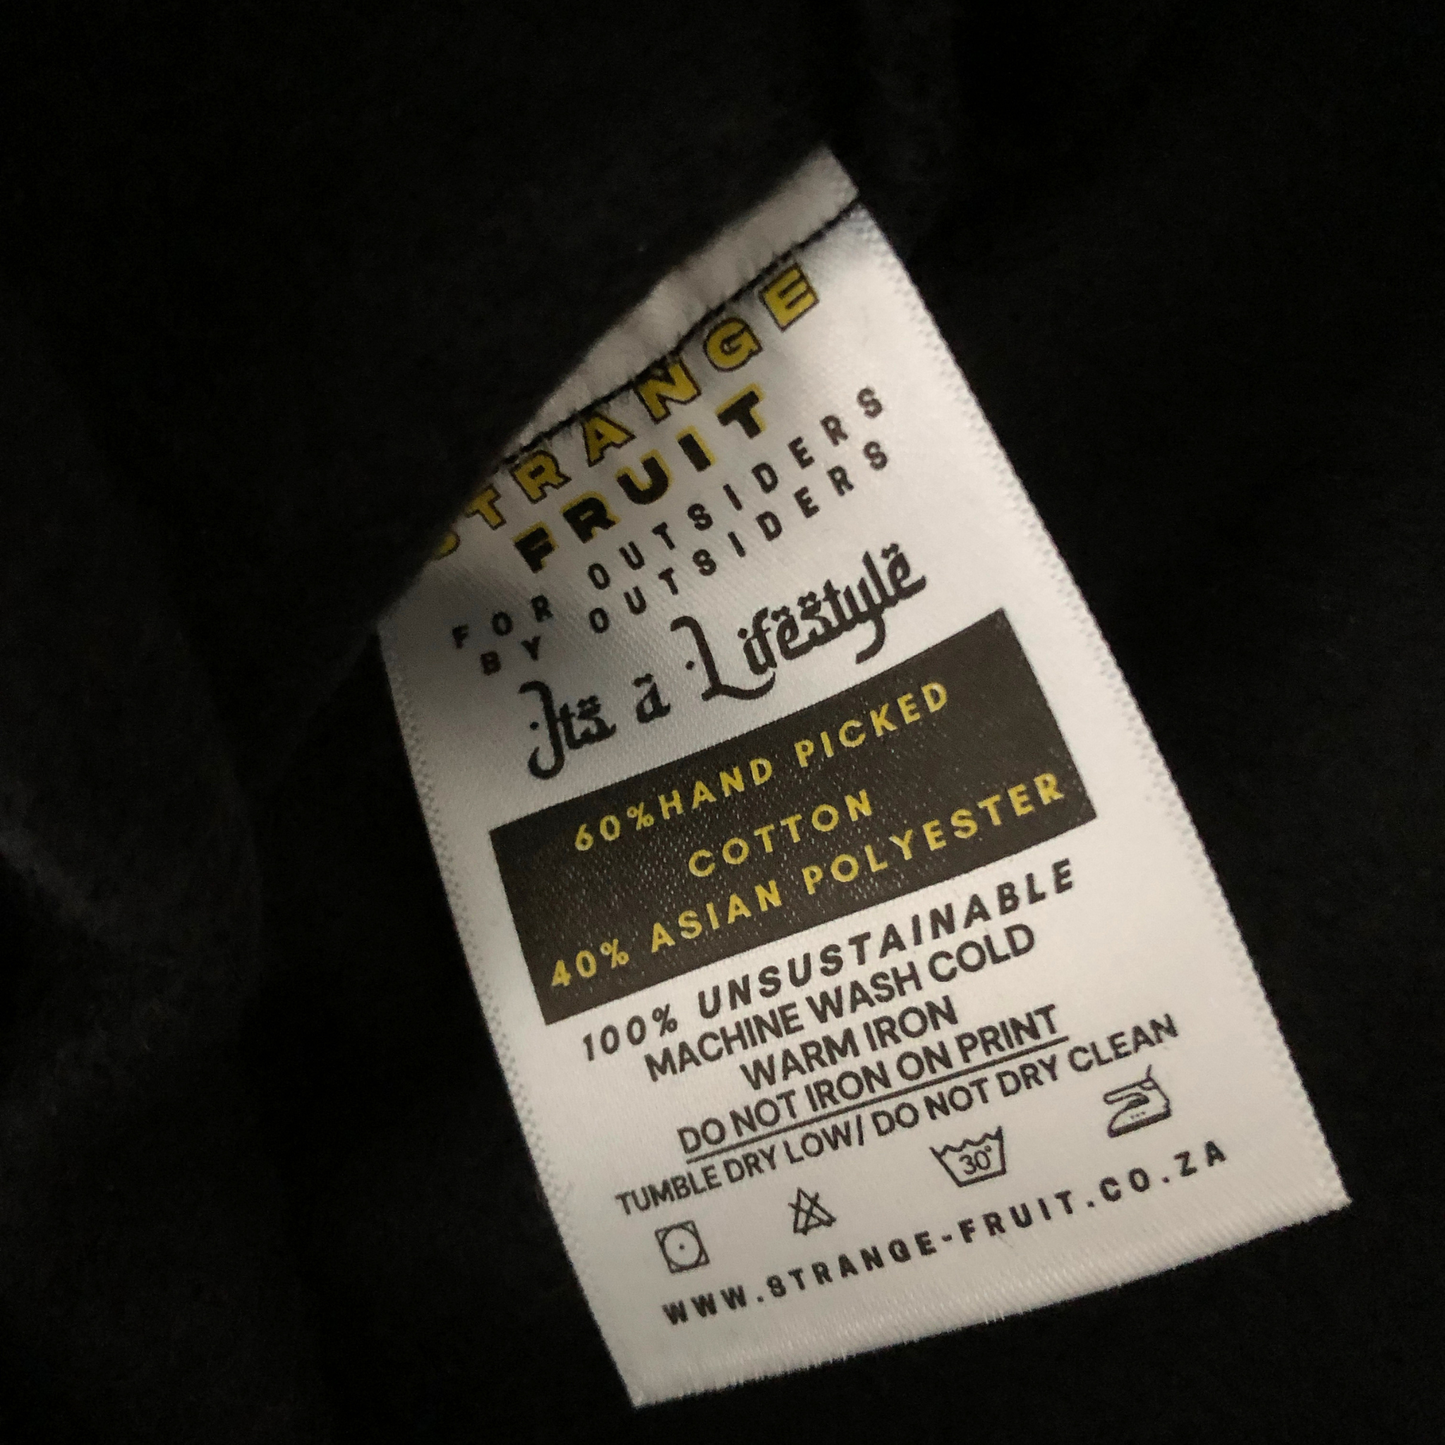 STRANGE
FRUIT
FOR OUTSIDERS
BY OUTSIDERS
Its a Lifestyle
60%HAND PICKED
COTTON
40% ASIAN POLYESTER
100% UNSUSTAINABLE
MACHINE WASH COLD
WARM IRON
DO NOT IRON ON PRINT
TUMBLE DRY LOW/ DO NOT DRY CLEAN
30°
WWW.STRANGE-FRUIT.CO.ZA